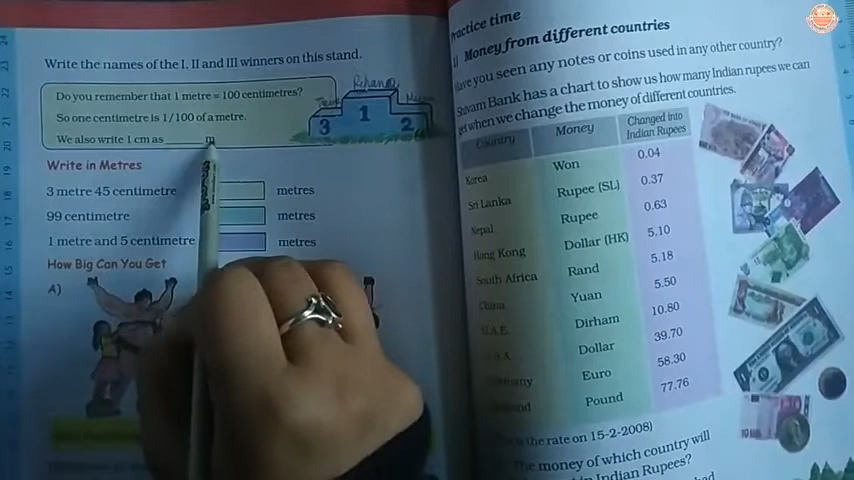 Write the names of the I, II and III winners on this stand.
Do you remember that 1 metre = 100 centimetres?
So one centimetre is 1/100 of a metre.
We also write 1 cm as ________ m
Rehana
3 1 2
Write in Metres
3 metre 45 centimetre metres
99 centimetre metres
1 metre and 5 centimetre metres
How Big Can You Get
A)
Practice time
Money from different countries
Have you seen any notes or coins used in any other country?
Shivam Bank has a chart to show us how many Indian rupees we can
get when we change the money of different countries.
Country Money Changed into
Indian Rupees
Korea Won 0.04
Sri Lanka Rupee (SL) 0.37
Nepal Rupee 0.63
Hong Kong Dollar (HK) 5.10
South Africa Rand 5.18
China Yuan 5.50
U.A.E. Dirham 10.80
Dollar 39.70
Euro 58.30
Pound 77.76
the rate on 15-2-2008)
The money of which country will
in Indian Rupees?